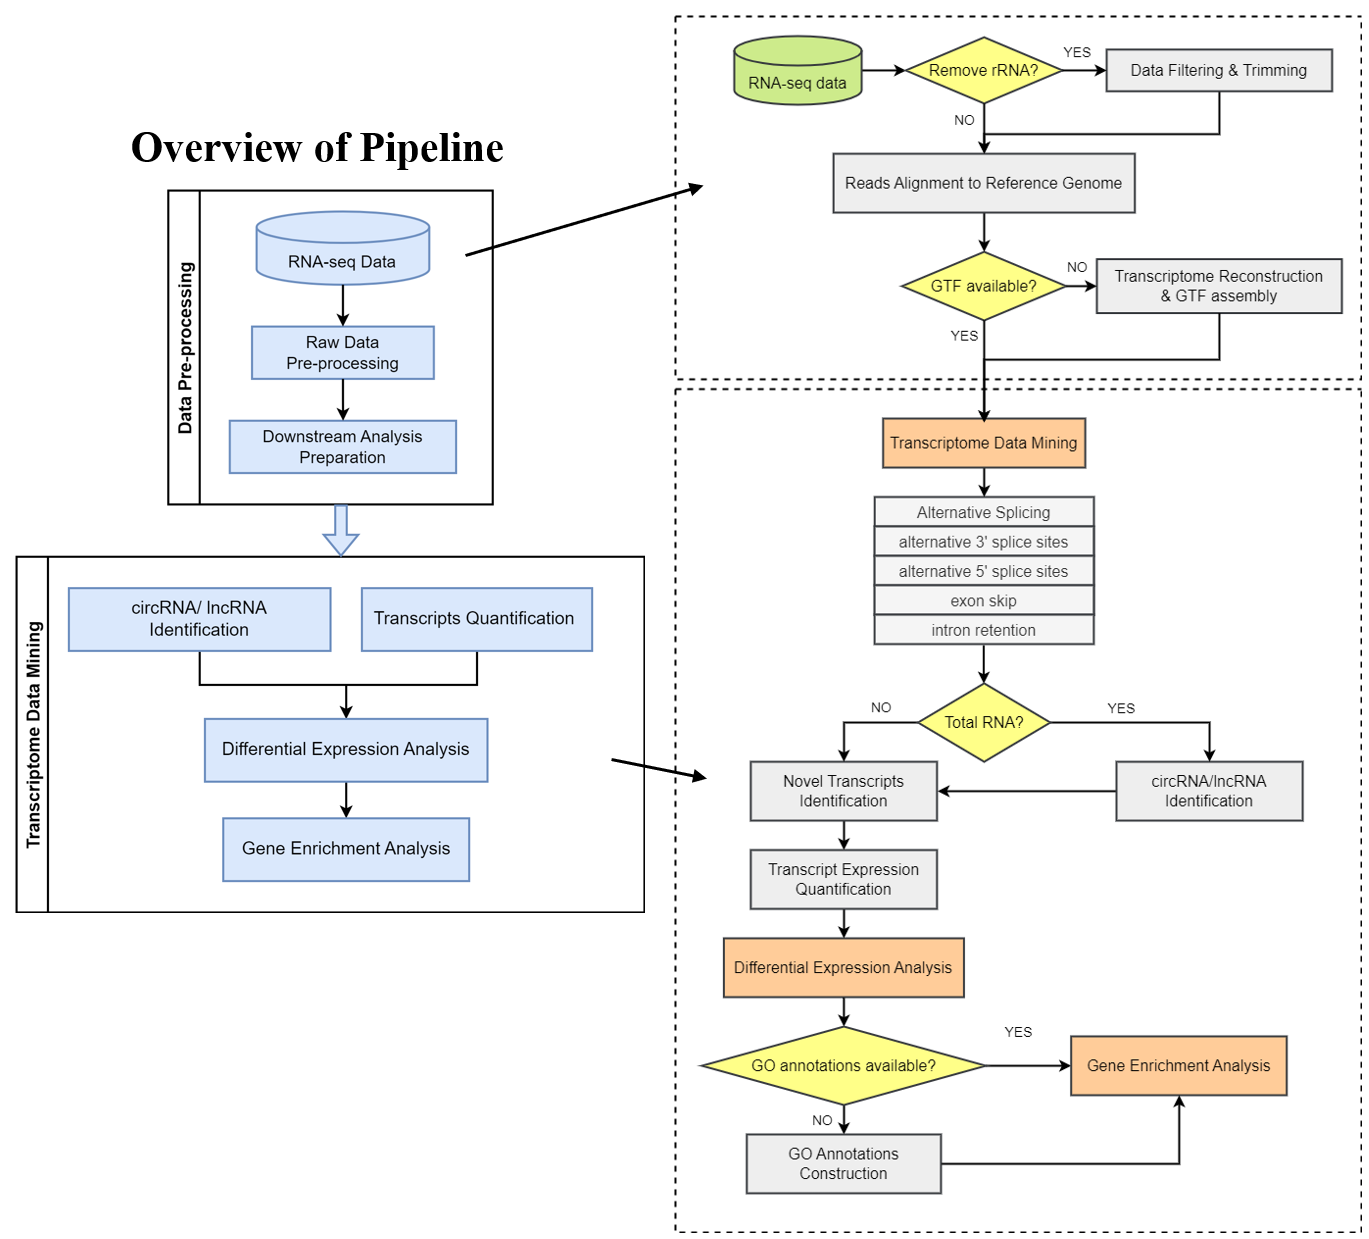 Overview of Pipeline
Data Pre-processing
RNA-seq Data
Raw Data
Pre-processing
Downstream Analysis
Preparation
Transcriptome Data Mining
circRNA/ lncRNA
Identification
Transcripts Quantification
Differential Expression Analysis
Gene Enrichment Analysis
RNA-seq data
Remove rRNA?
YES
Data Filtering & Trimming
NO
Reads Alignment to Reference Genome
GTF available?
NO
Transcriptome Reconstruction
& GTF assembly
YES
Transcriptome Data Mining
Alternative Splicing
alternative 3' splice sites
alternative 5' splice sites
exon skip
intron retention
Total RNA?
NO
YES
Novel Transcripts
Identification
circRNA/lncRNA
Identification
Transcript Expression
Quantification
Differential Expression Analysis
GO annotations available?
YES
Gene Enrichment Analysis
NO
GO Annotations
Construction